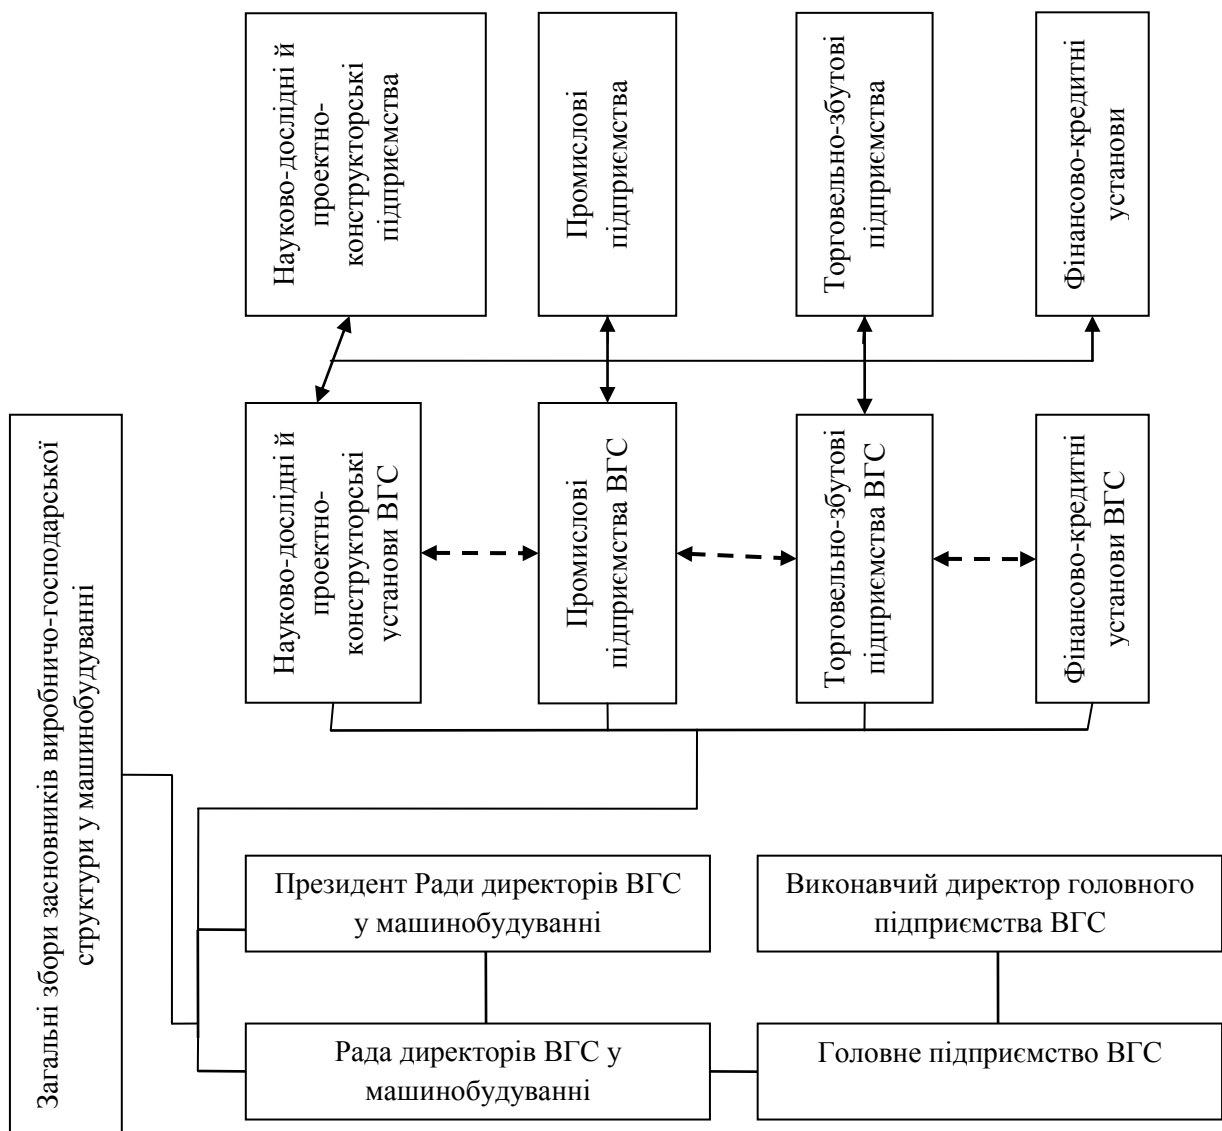 Загальні збори засновників виробничо-господарської
структури у машинобудуванні
Науково-дослідні й
проектно-
конструкторські
підприємства
Промислові
підприємства
Торговельно-збутові
підприємства
Фінансово-кредитні
установи
Науково-дослідні й
проектно-
конструкторські
установи ВГС
Промислові
підприємства ВГС
Торговельно-збутові
підприємства ВГС
Фінансово-кредитні
установи ВГС
Президент Ради директорів ВГС
у машинобудуванні
Виконавчий директор головного
підприємства ВГС
Рада директорів ВГС у
машинобудуванні
Головне підприємство ВГС